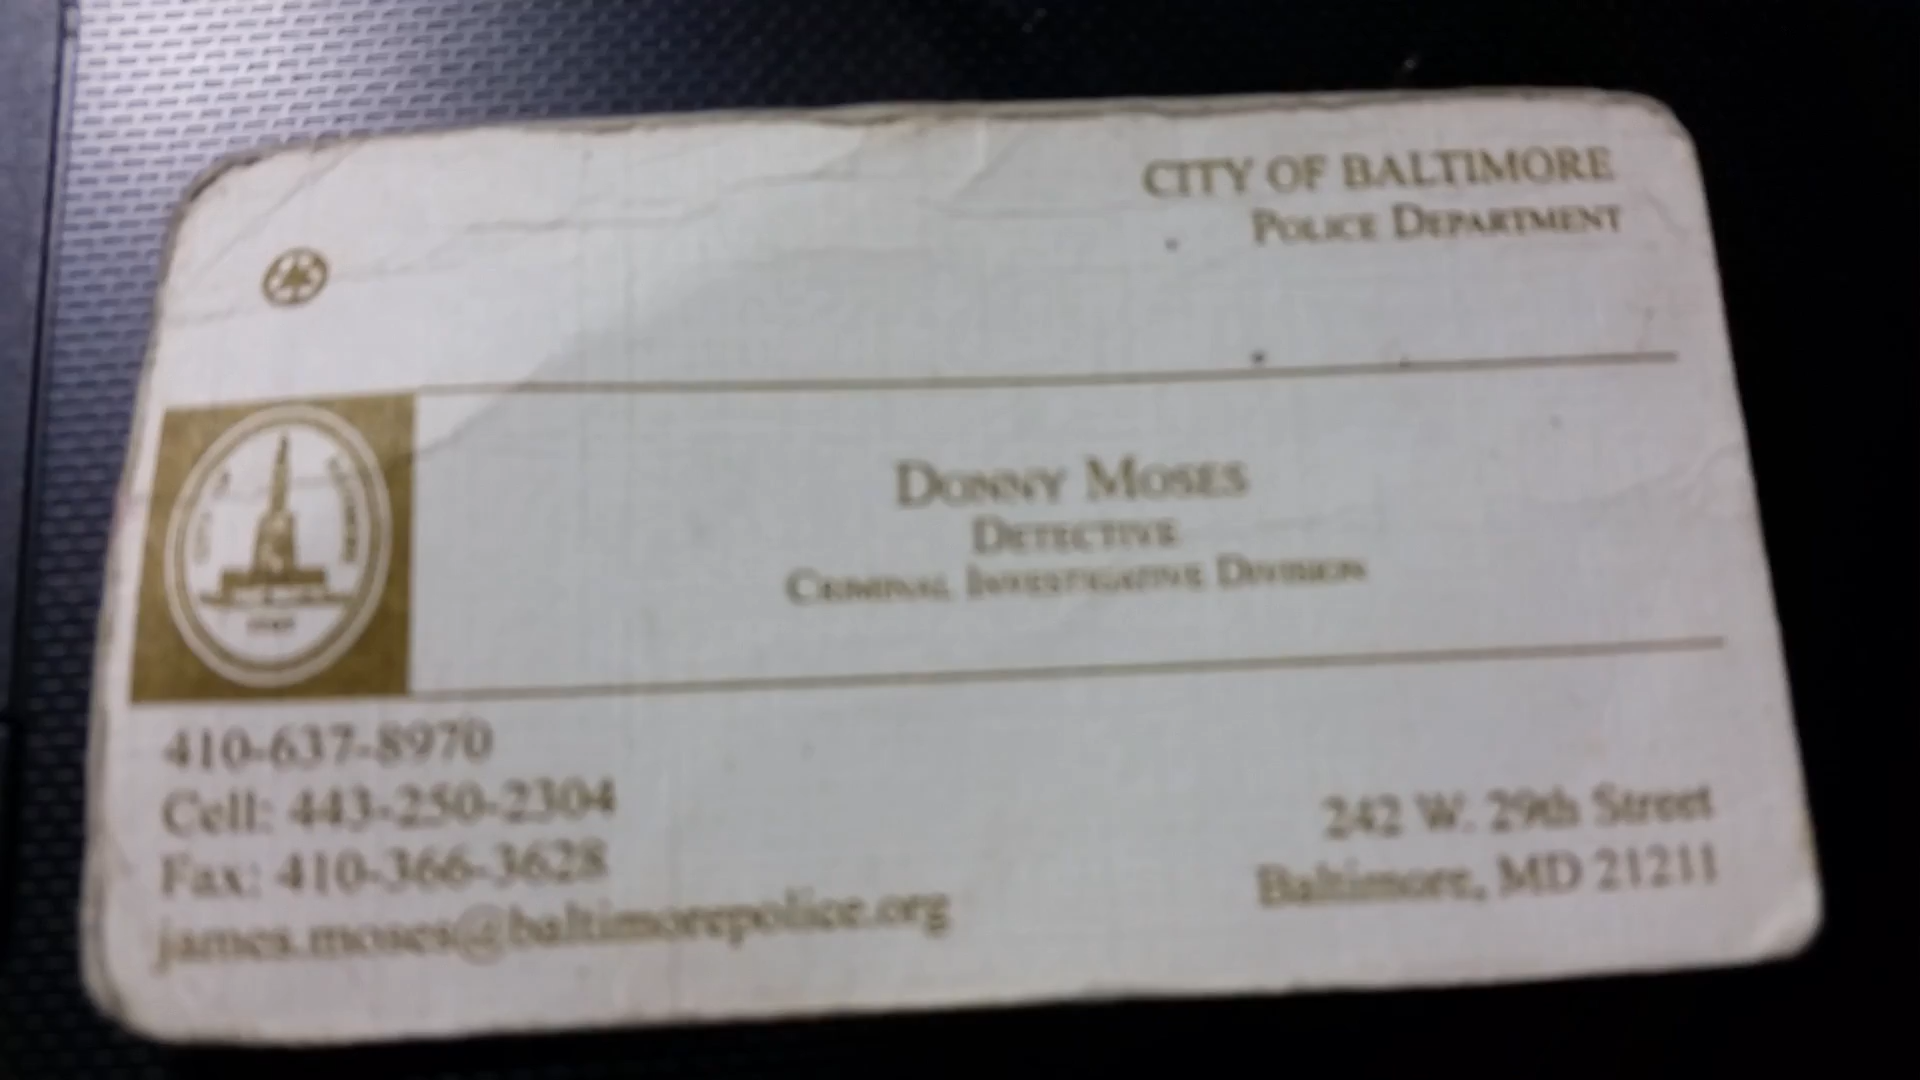 CITY OF BALTIMORE
POLICE DEPARTMENT
DONNY MOSES
DETECTIVE
CRIMINAL INVESTIGATIVE DIVISION
410-637-8970
Cell: 443-250-2304
Fax: 410-366-3628
james.moses@baltimorepolice.org
242 W. 29th Street
Baltimore, MD 21211